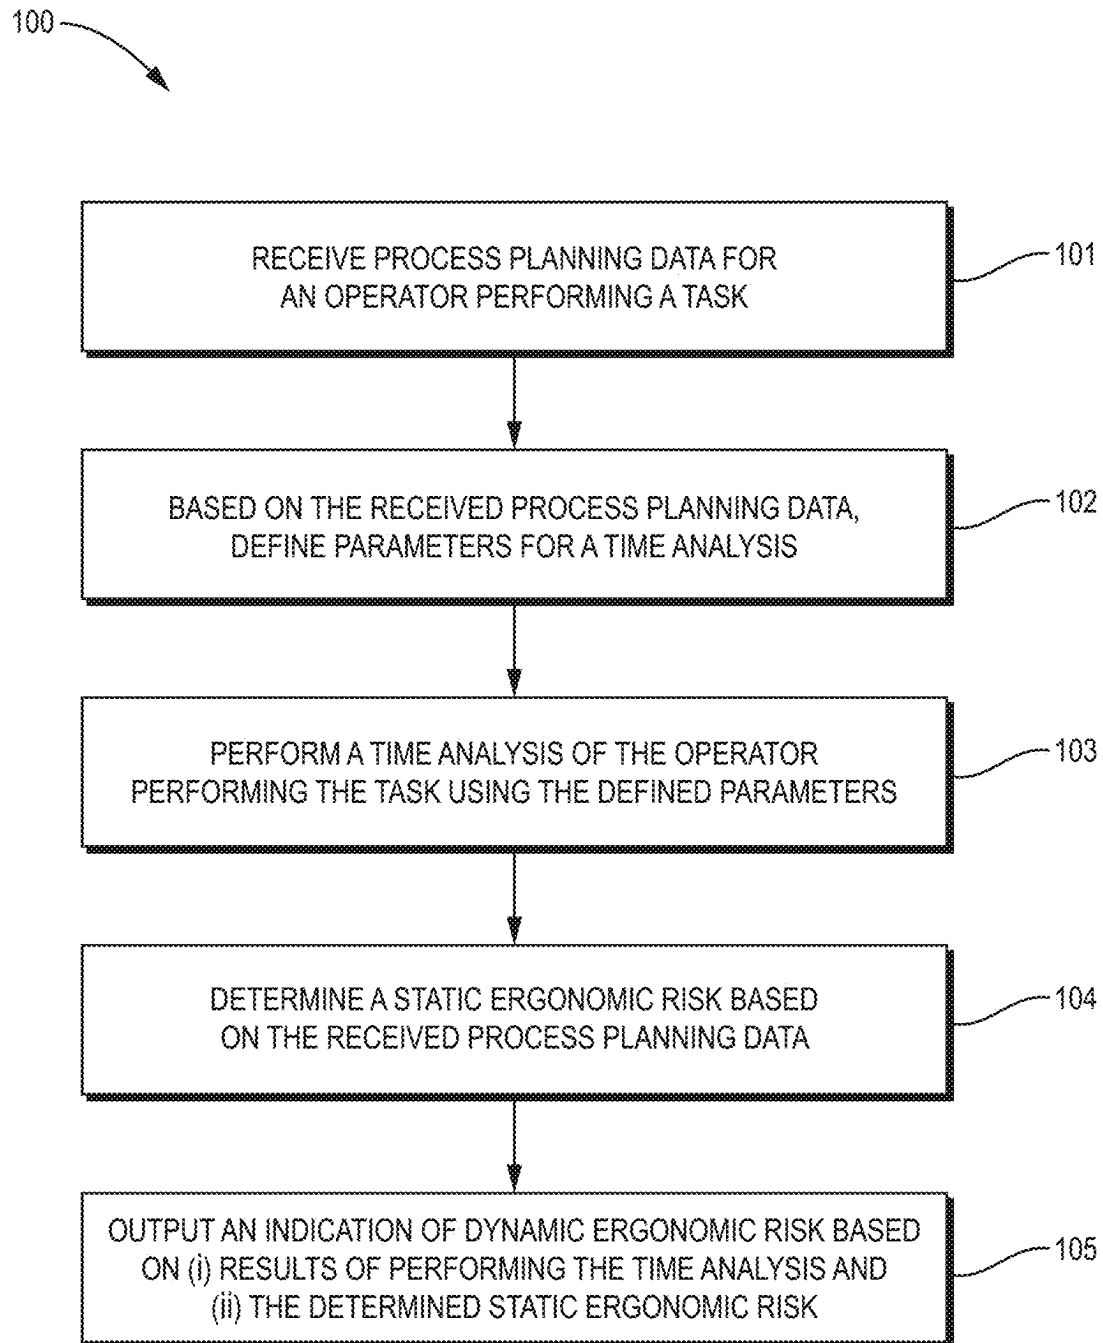 100
RECEIVE PROCESS PLANNING DATA FOR
AN OPERATOR PERFORMING A TASK
101
BASED ON THE RECEIVED PROCESS PLANNING DATA,
DEFINE PARAMETERS FOR A TIME ANALYSIS
102
PERFORM A TIME ANALYSIS OF THE OPERATOR
PERFORMING THE TASK USING THE DEFINED PARAMETERS
103
DETERMINE A STATIC ERGONOMIC RISK BASED
ON THE RECEIVED PROCESS PLANNING DATA
104
OUTPUT AN INDICATION OF DYNAMIC ERGONOMIC RISK BASED
ON (i) RESULTS OF PERFORMING THE TIME ANALYSIS AND
(ii) THE DETERMINED STATIC ERGONOMIC RISK
105